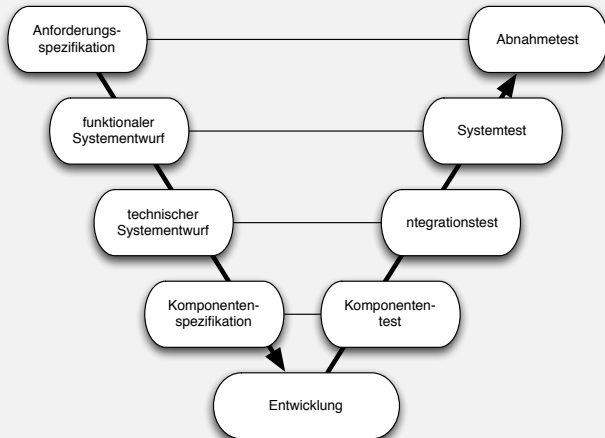 Anforderungs-
spezifikation
Abnahmetest
funktionaler
Systementwurf
Systemtest
technischer
Systementwurf
ntegrationstest
Komponenten-
spezifikation
Komponenten-
test
Entwicklung